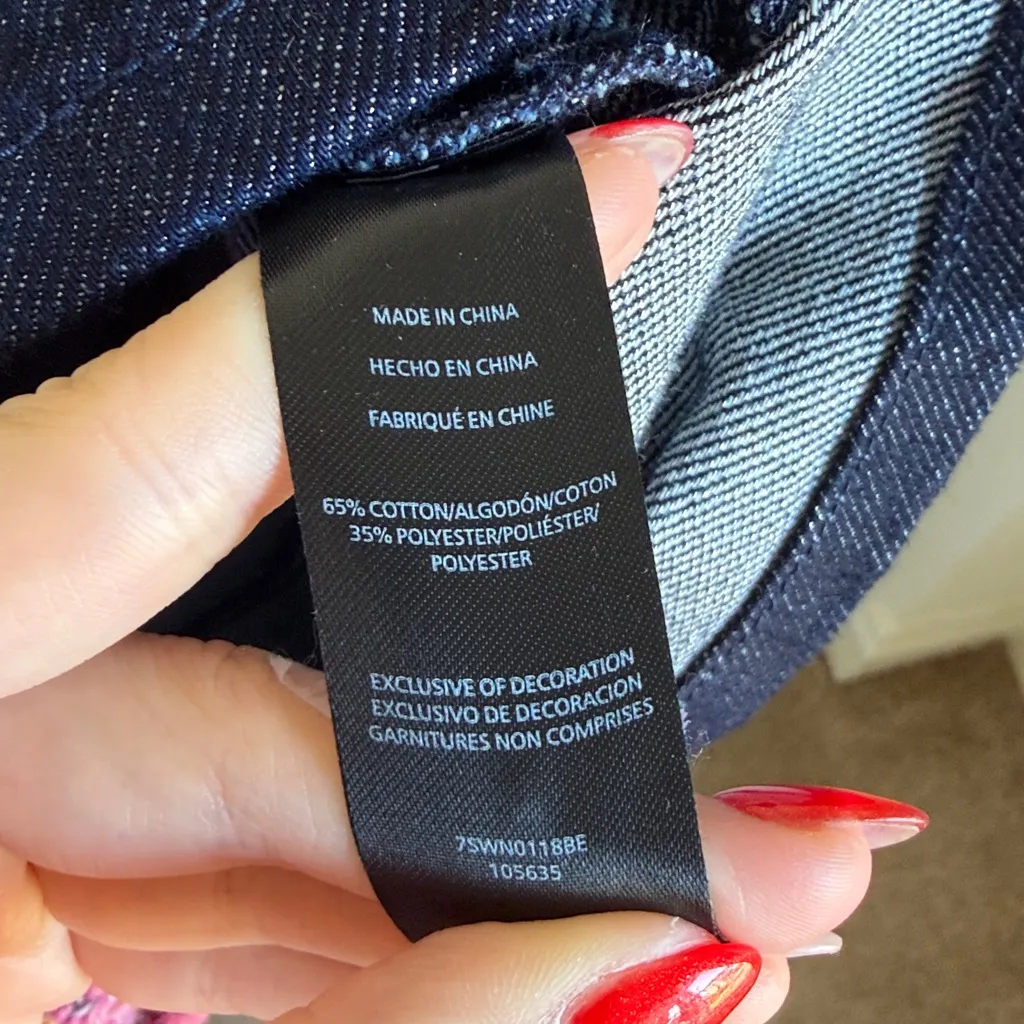 MADE IN CHINA
HECHO EN CHINA
FABRIQUÉ EN CHINE
65% COTTON/ALGODÓN/COTON
35% POLYESTER/POLIÉSTER/
POLYESTER
EXCLUSIVE OF DECORATION
EXCLUSIVO DE DECORACION
GARNITURES NON COMPRISES
7SWN0118BE
105635